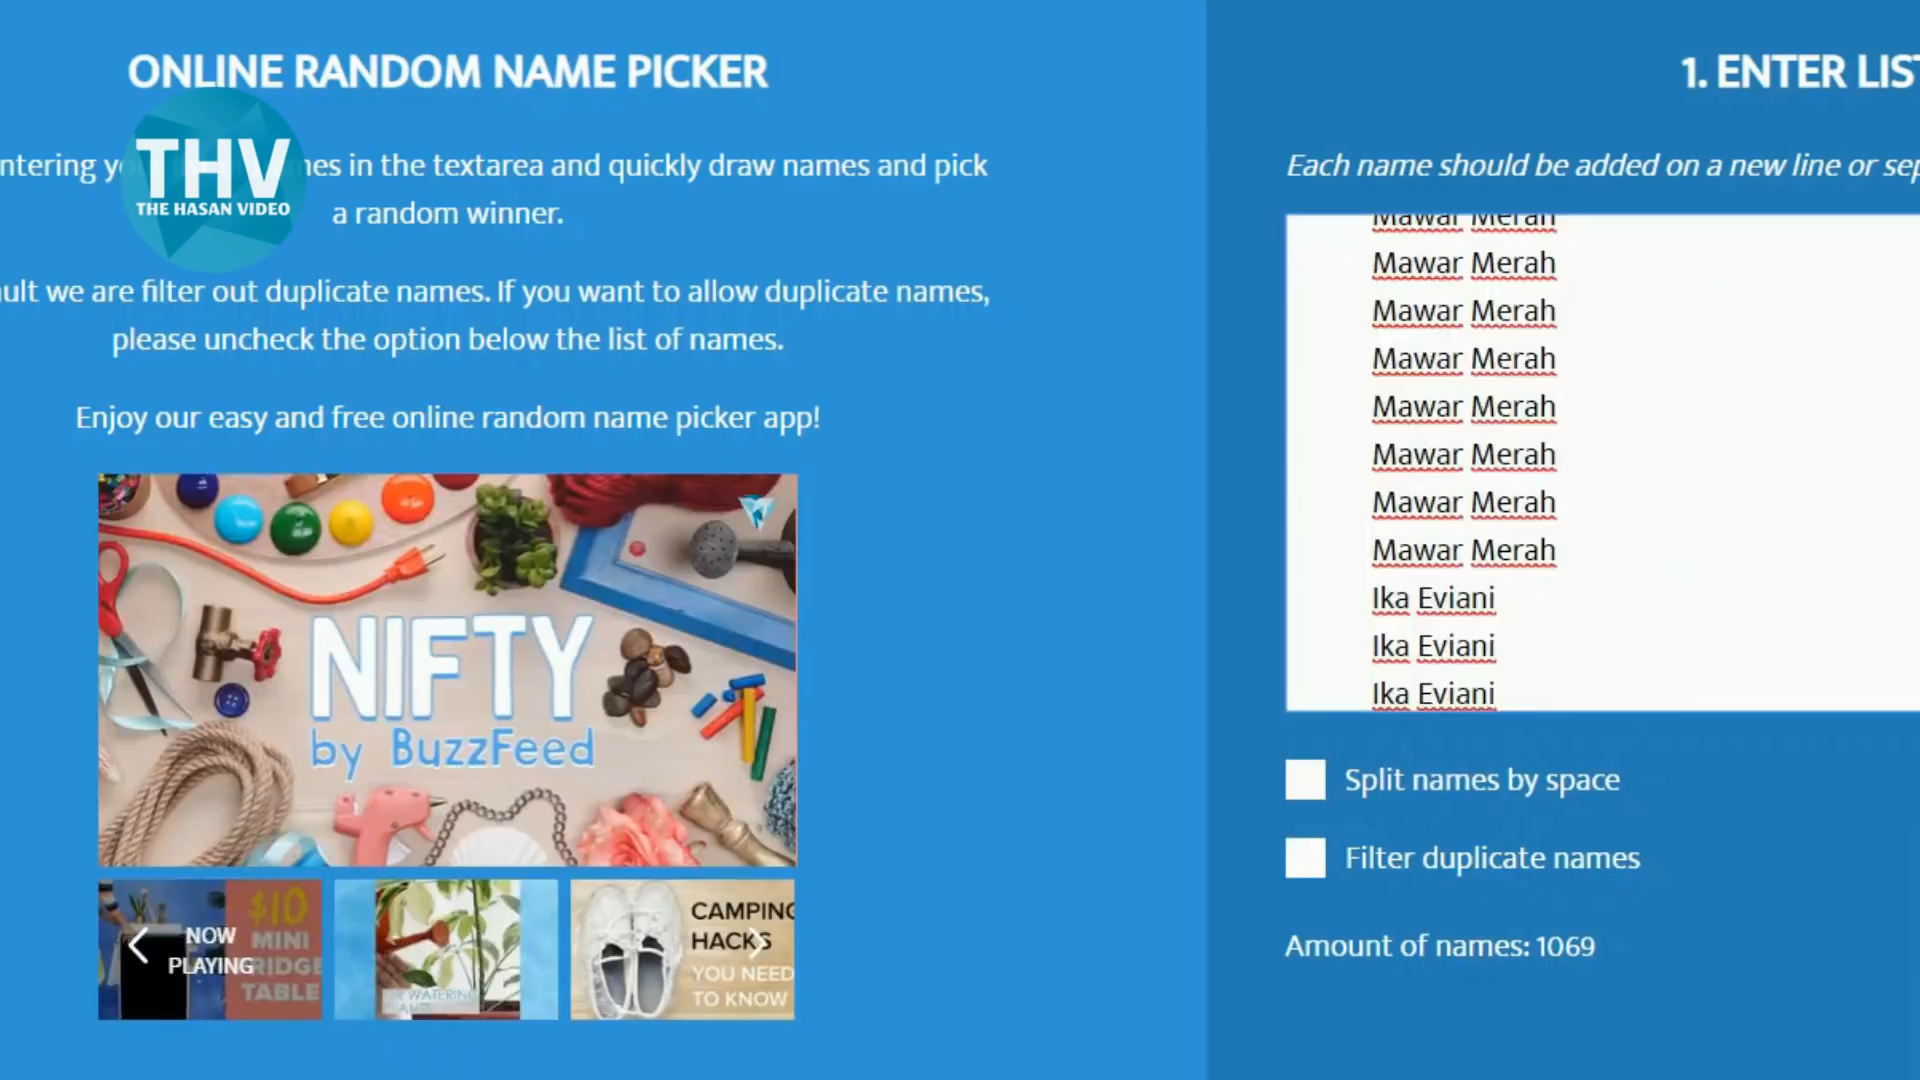 ONLINE RANDOM NAME PICKER
THV
THE HASAN VIDEO
in the textarea and quickly draw names and pick
a random winner.
we are filter out duplicate names. If you want to allow duplicate names,
please uncheck the option below the list of names.
Enjoy our easy and free online random name picker app!
NIFTY
by BuzzFeed
$10
MINI
TABLE
NOW
PLAYING
WATERING
CAMPING
HACKS
YOU NEED
TO KNOW
1. ENTER LIST
Each name should be added on a new line or
Mawar Merah
Mawar Merah
Mawar Merah
Mawar Merah
Mawar Merah
Mawar Merah
Mawar Merah
Mawar Merah
Ika Eviani
Ika Eviani
Ika Eviani
Split names by space
Filter duplicate names
Amount of names: 1069